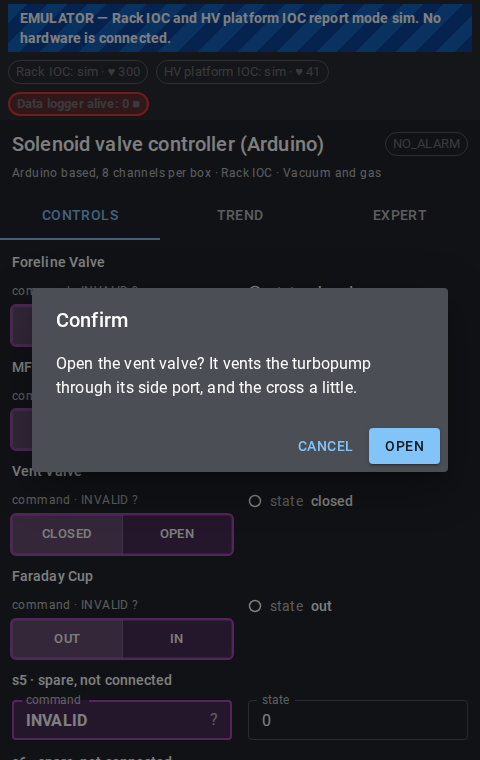 EMULATOR — Rack IOC and HV platform IOC report mode sim. No
hardware is connected.
Rack IOC: sim · ♥ 300
HV platform IOC: sim · ♥ 41
Data logger alive: 0 ■
Solenoid valve controller (Arduino)
NO_ALARM
Arduino based, 8 channels per box · Rack IOC · Vacuum and gas
CONTROLS
TREND
EXPERT
Foreline Valve
Confirm
Open the vent valve? It vents the turbopump
through its side port, and the cross a little.
CANCEL
OPEN
Vent Valve
command · INVALID ?
state closed
CLOSED
OPEN
Faraday Cup
command · INVALID ?
state out
OUT
IN
s5 · spare, not connected
command
INVALID ?
state
0